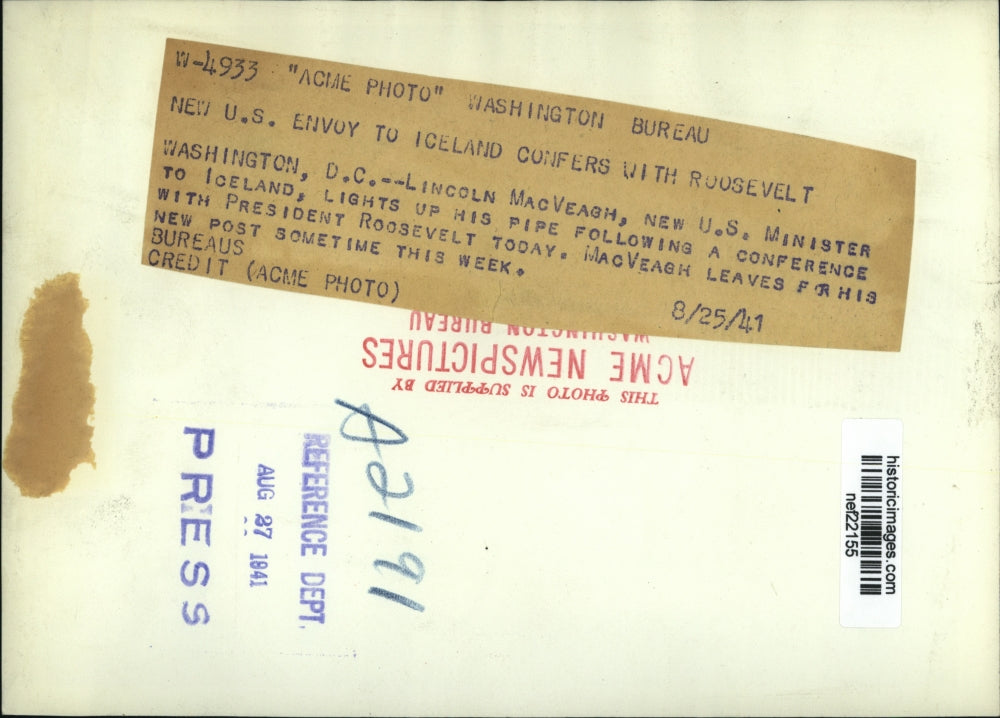 W-4933 "ACME PHOTO" WASHINGTON BUREAU
NEW U.S. ENVOY TO ICELAND CONFERS WITH ROOSEVELT
WASHINGTON, D.C.--LINCOLN MACVEAGH, NEW U.S. MINISTER
TO ICELAND, LIGHTS UP HIS PIPE FOLLOWING A CONFERENCE
WITH PRESIDENT ROOSEVELT TODAY. MACVEAGH LEAVES FOR HIS
NEW POST SOMETIME THIS WEEK.
BUREAUS
CREDIT (ACME PHOTO)
8/25/41
THIS PHOTO IS SUPPLIED BY
ACME NEWSPICTURES
WASHINGTON BUREAU
A2191
REFERENCE DEPT.
AUG 27 1941
PRESS
historicimages.com
nef22155